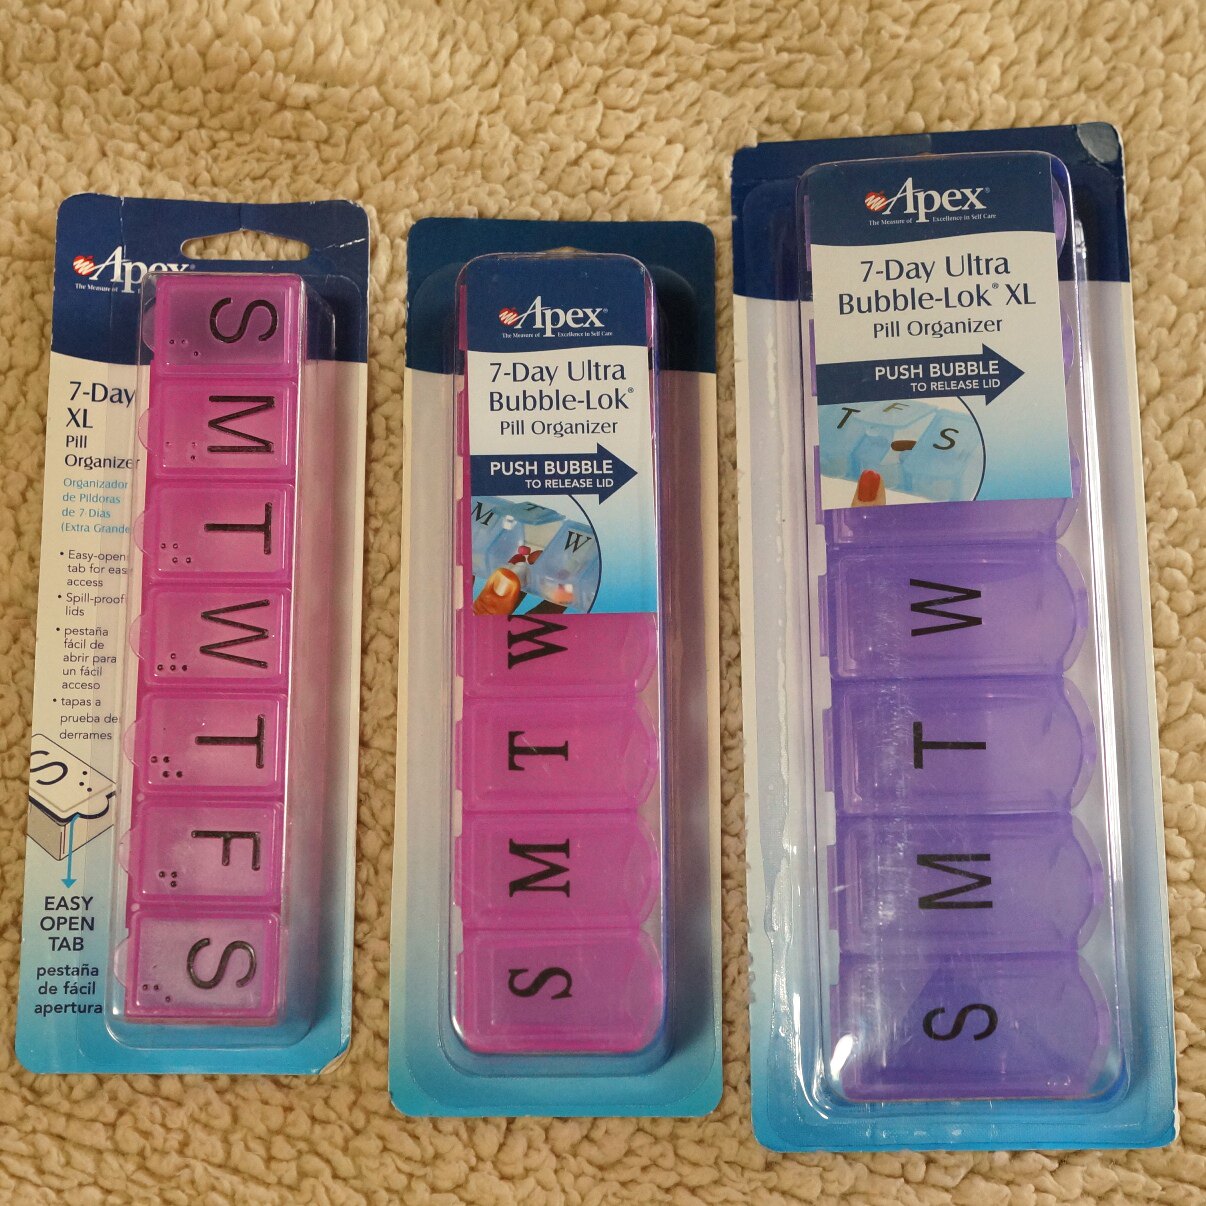 Apex
The Measure of
7-Day
XL
Pill
Organizer
Organizador
de Píldoras
de 7 Días
(Extra Grande
• Easy-open
tab for easy
access
• Spill-proof
lids
• pestaña
fácil de
abrir para
un fácil
acceso
• tapas a
prueba de
derrames
S
EASY
OPEN
TAB
pestaña
de fácil
apertura
S
M
T
W
T
F
S
Apex®
The Measure of Excellence in Self Care
7-Day Ultra
Bubble-Lok®
Pill Organizer
PUSH BUBBLE
TO RELEASE LID
M T W
W
T
M
S
Apex®
The Measure of Excellence in Self Care
7-Day Ultra
Bubble-Lok® XL
Pill Organizer
PUSH BUBBLE
TO RELEASE LID
T F S
W
T
M
S